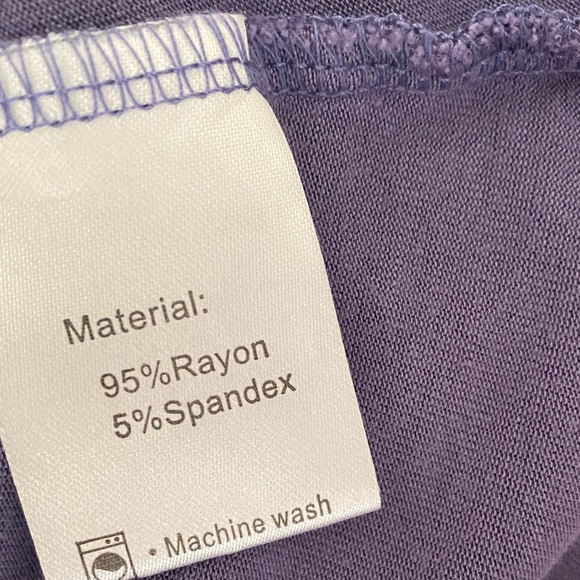 Material:
95%Rayon
5%Spandex
• Machine wash